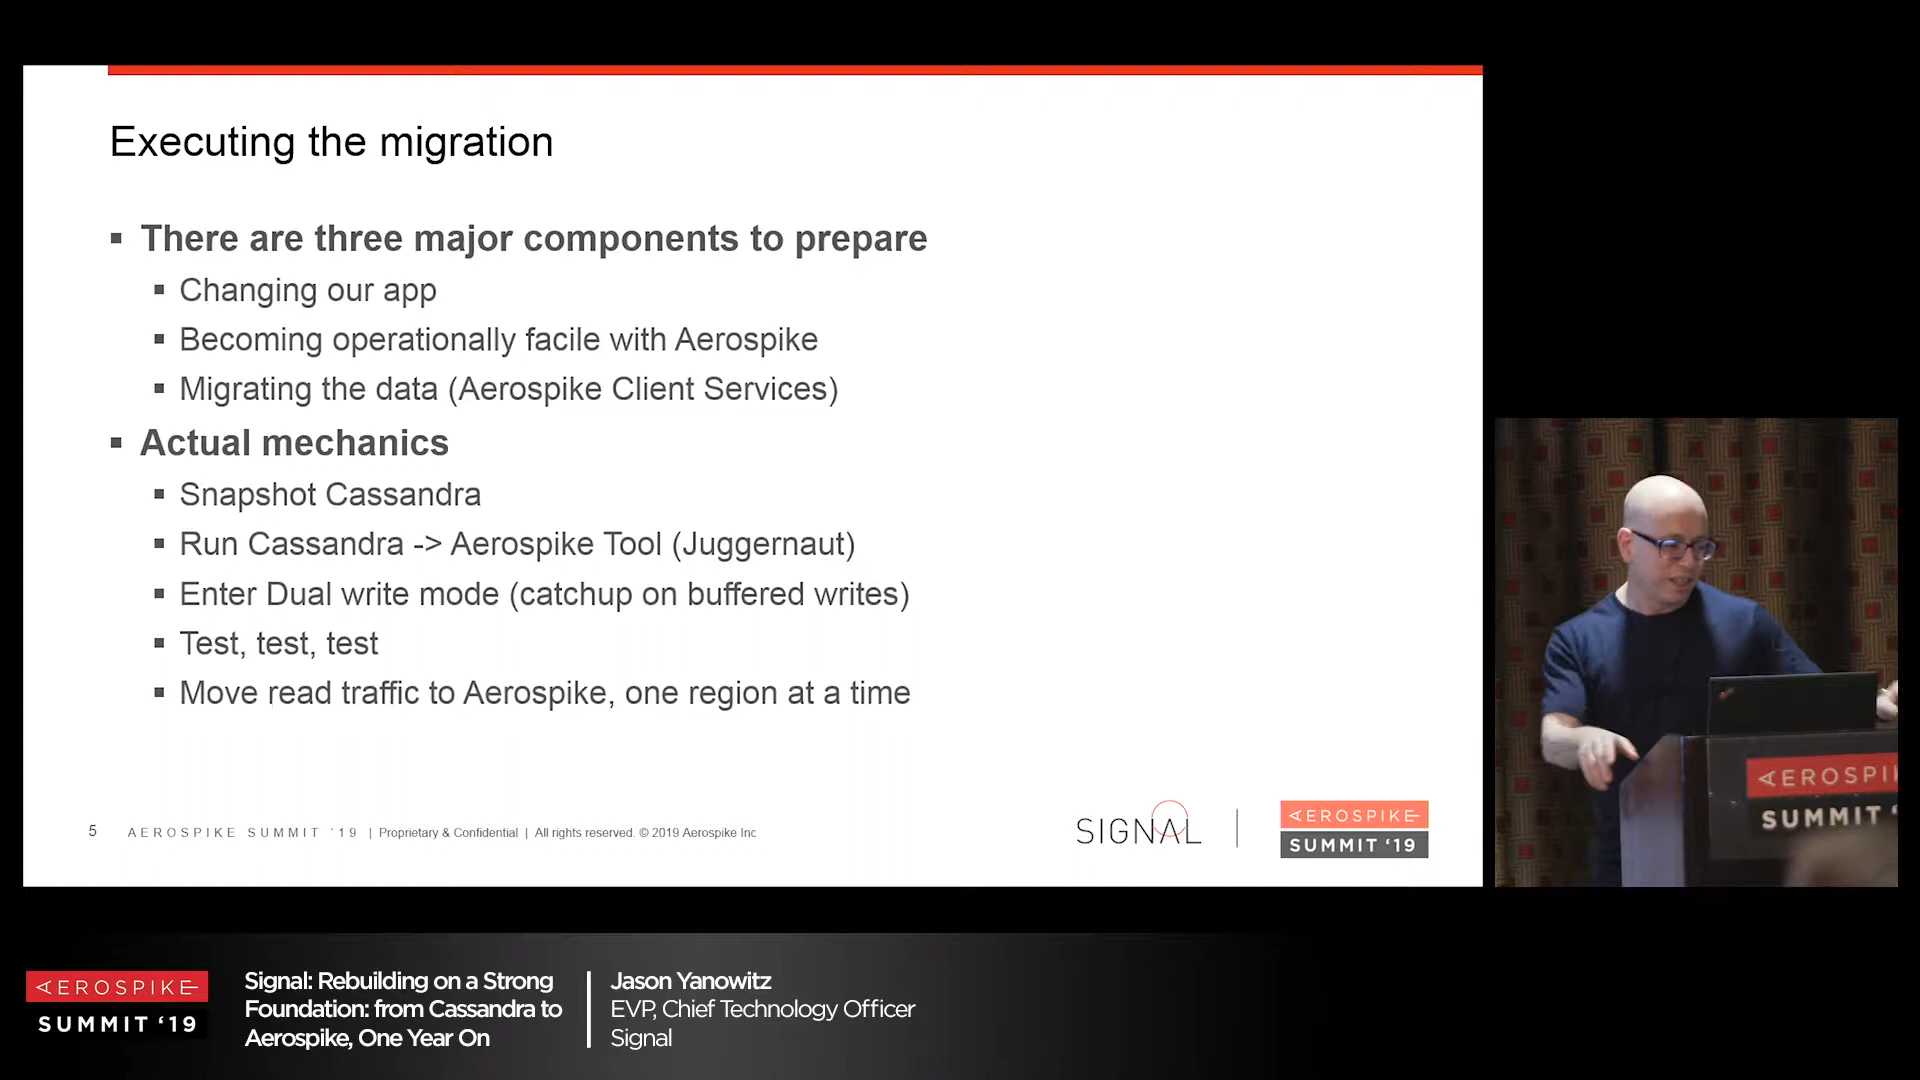 Executing the migration
▪ There are three major components to prepare
▪ Changing our app
▪ Becoming operationally facile with Aerospike
▪ Migrating the data (Aerospike Client Services)
▪ Actual mechanics
▪ Snapshot Cassandra
▪ Run Cassandra -> Aerospike Tool (Juggernaut)
▪ Enter Dual write mode (catchup on buffered writes)
▪ Test, test, test
▪ Move read traffic to Aerospike, one region at a time
5 AEROSPIKE SUMMIT '19 | Proprietary & Confidential | All rights reserved. © 2019 Aerospike Inc
SIGNAL
AEROSPIKE
SUMMIT '19
AEROSPI
SUMMIT '
AEROSPIKE
SUMMIT '19
Signal: Rebuilding on a Strong
Foundation: from Cassandra to
Aerospike, One Year On
Jason Yanowitz
EVP, Chief Technology Officer
Signal